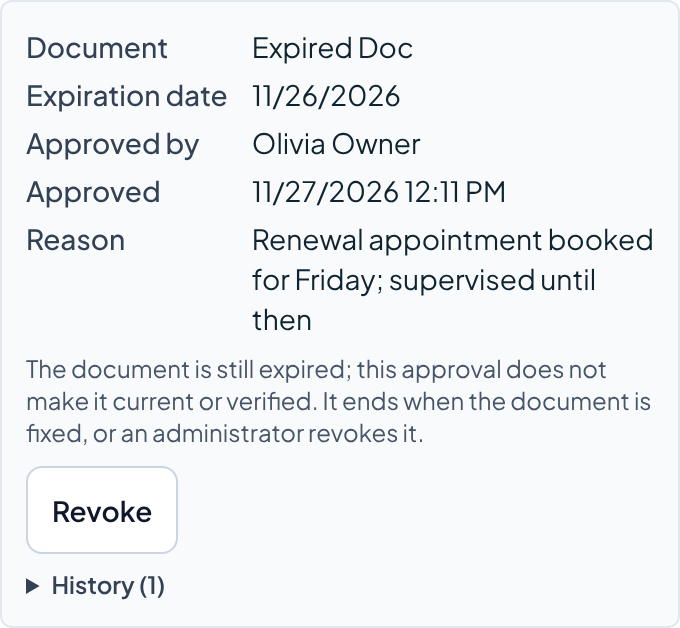 Document Expired Doc
Expiration date 11/26/2026
Approved by Olivia Owner
Approved 11/27/2026 12:11 PM
Reason Renewal appointment booked
for Friday; supervised until
then
The document is still expired; this approval does not
make it current or verified. It ends when the document is
fixed, or an administrator revokes it.
Revoke
History (1)